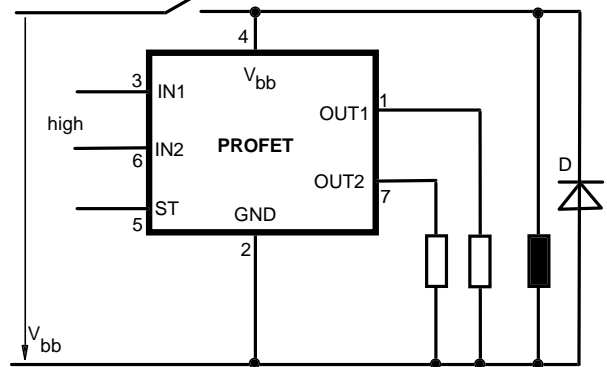 4
V bb
3
IN1
1
OUT1
high
PROFET
6
IN2
OUT2
7
D
5
ST
GND
2
V bb